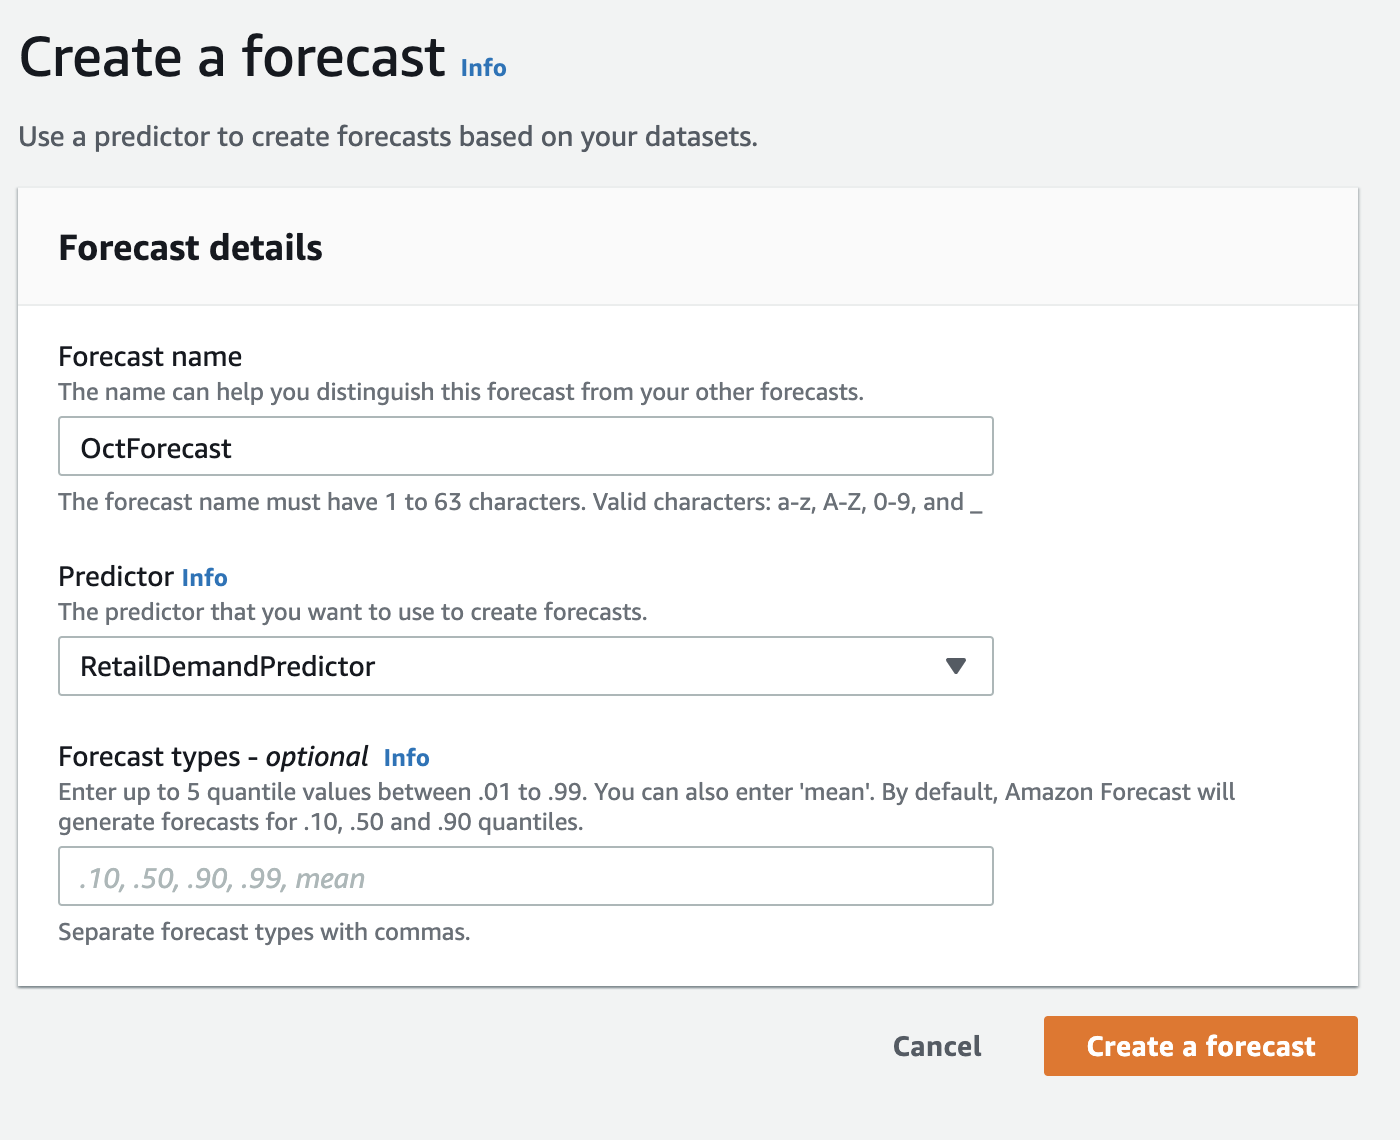 Create a forecast Info
Use a predictor to create forecasts based on your datasets.
Forecast details
Forecast name
The name can help you distinguish this forecast from your other forecasts.
OctForecast
The forecast name must have 1 to 63 characters. Valid characters: a-z, A-Z, 0-9, and _
Predictor Info
The predictor that you want to use to create forecasts.
RetailDemandPredictor
Forecast types - optional Info
Enter up to 5 quantile values between .01 to .99. You can also enter 'mean'. By default, Amazon Forecast will
generate forecasts for .10, .50 and .90 quantiles.
.10, .50, .90, .99, mean
Separate forecast types with commas.
Cancel Create a forecast